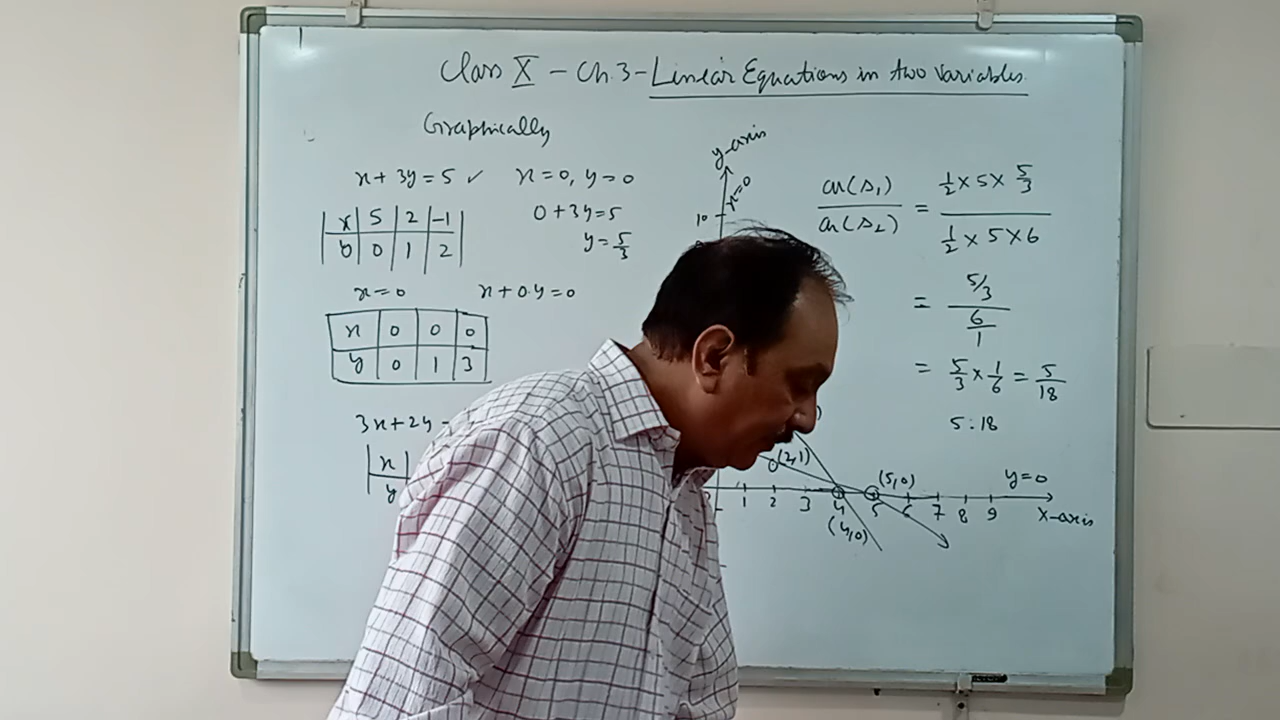 Class X - Ch.3 - Linear Equations in two variables
Graphically
x + 3y = 5 ✓
x 5 2 -1
y 0 1 2
x = 0, y = 0
0 + 3y = 5
y = 5/3
x = 0
x + 0.y = 0
x 0 0 0
y 0 1 3
3x + 2y
x
y
y-axis
x=0
10
(2,1)
(5,0)
y=0
1 2 3 4 5 6 7 8 9
X-axis
(4,0)
ar(Δ1)/ar(Δ2) = (1/2 × 5 × 5/3)/(1/2 × 5 × 6)
= (5/3)/(6/1)
= 5/3 × 1/6 = 5/18
5:18